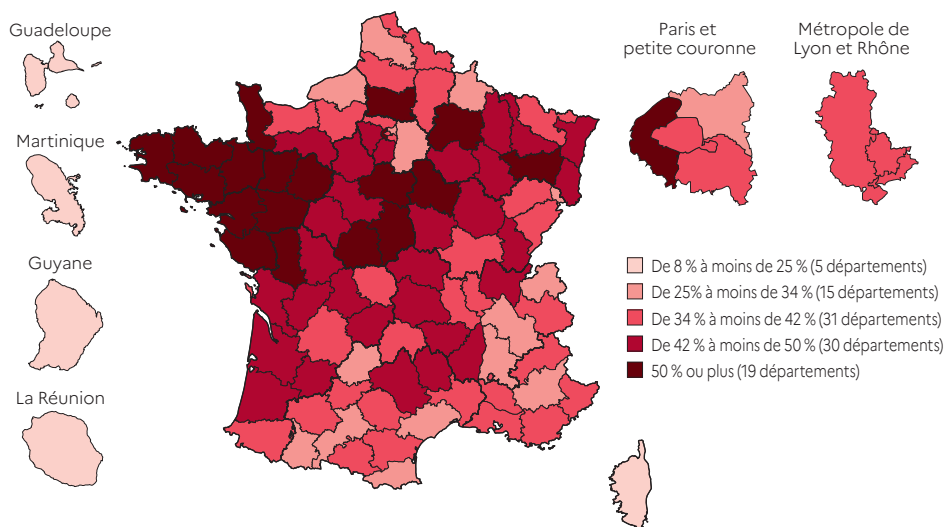 Guadeloupe
Martinique
Guyane
La Réunion
Paris et
petite couronne
Métropole de
Lyon et Rhône
De 8 % à moins de 25 % (5 départements)
De 25% à moins de 34 % (15 départements)
De 34 % à moins de 42 % (31 départements)
De 42 % à moins de 50 % (30 départements)
50 % ou plus (19 départements)